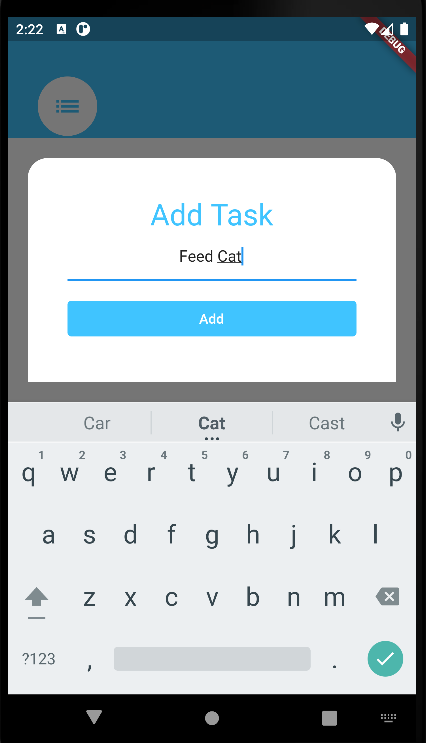 2:22
DEBUG
Add Task
Feed Cat
Add
Car Cat Cast
1 2 3 4 5 6 7 8 9 0
q w e r t y u i o p
a s d f g h j k l
z x c v b n m
?123 , .